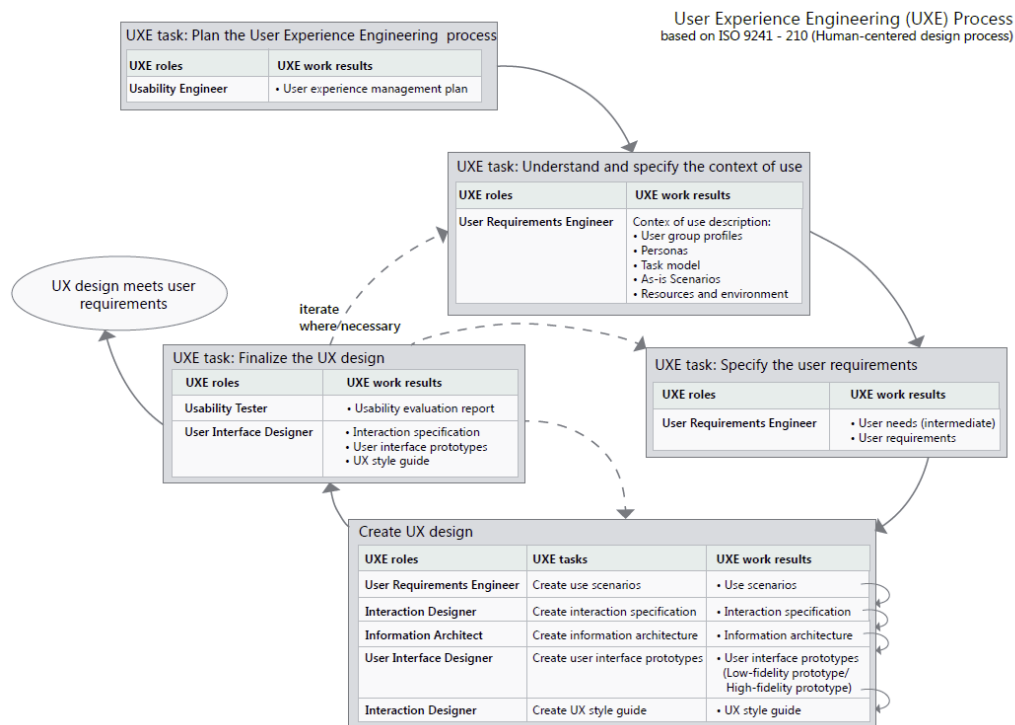 User Experience Engineering (UXE) Process
based on ISO 9241 - 210 (Human-centered design process)
UXE task: Plan the User Experience Engineering process
UXE roles UXE work results
Usability Engineer • User experience management plan
UXE task: Understand and specify the context of use
UXE roles UXE work results
User Requirements Engineer Contex of use description:
• User group profiles
• Personas
• Task model
• As-is Scenarios
• Resources and environment
UX design meets user
requirements
iterate
where necessary
UXE task: Finalize the UX design
UXE roles UXE work results
Usability Tester • Usability evaluation report
User Interface Designer • Interaction specification
• User interface prototypes
• UX style guide
UXE task: Specify the user requirements
UXE roles UXE work results
User Requirements Engineer • User needs (intermediate)
• User requirements
Create UX design
UXE roles UXE tasks UXE work results
User Requirements Engineer Create use scenarios • Use scenarios
Interaction Designer Create interaction specification • Interaction specification
Information Architect Create information architecture • Information architecture
User Interface Designer Create user interface prototypes • User interface prototypes
(Low-fidelity prototype/
High-fidelity prototype)
Interaction Designer Create UX style guide • UX style guide